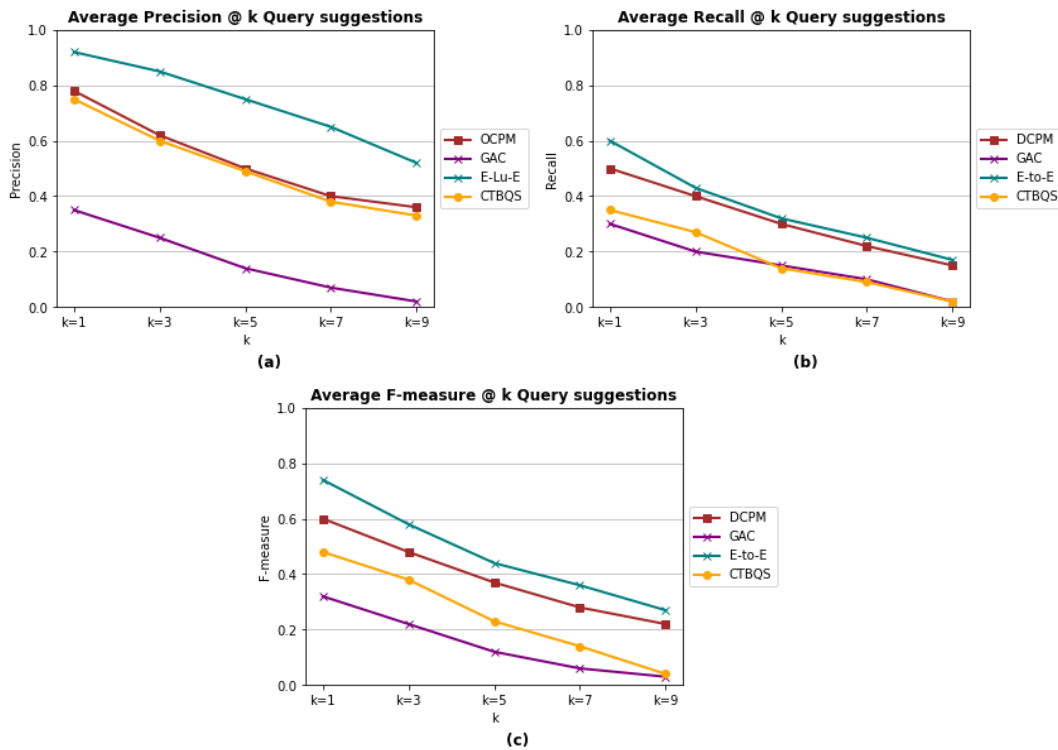 Average Precision @ k Query suggestions
1.0
0.8
0.6
0.4
0.2
0.0
Precision
k=1 k=3 k=5 k=7 k=9
k
(a)
OCPM
GAC
E-Lu-E
CTBQS
Average Recall @ k Query suggestions
1.0
0.8
0.6
0.4
0.2
0.0
Recall
k=1 k=3 k=5 k=7 k=9
k
(b)
DCPM
GAC
E-to-E
CTBQS
Average F-measure @ k Query suggestions
1.0
0.8
0.6
0.4
0.2
0.0
F-measure
k=1 k=3 k=5 k=7 k=9
k
(c)
DCPM
GAC
E-to-E
CTBQS